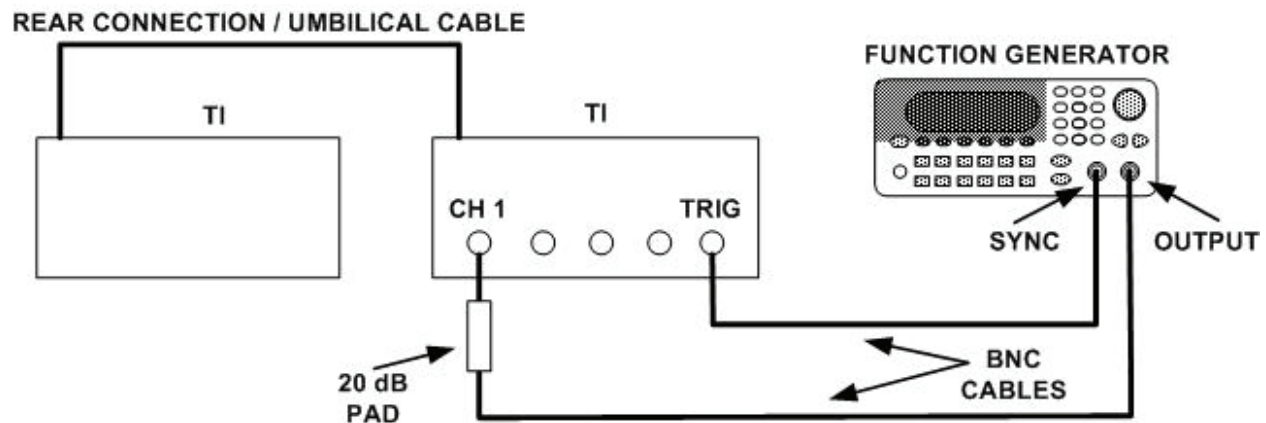 REAR CONNECTION / UMBILICAL CABLE
FUNCTION GENERATOR
TI
TI
CH 1
TRIG
SYNC
OUTPUT
20 dB
PAD
BNC
CABLES